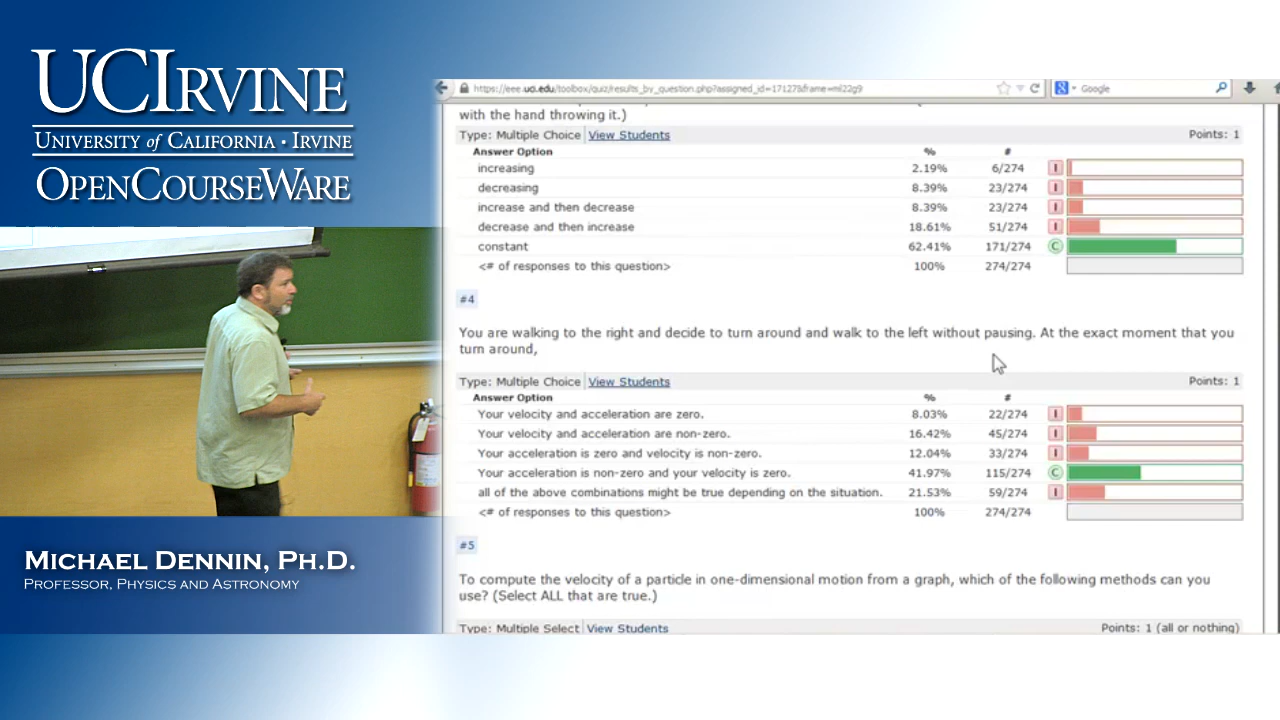 UCIRVINE
UNIVERSITY of CALIFORNIA • IRVINE
OPENCOURSEWARE
MICHAEL DENNIN, PH.D.
PROFESSOR, PHYSICS AND ASTRONOMY
https://eee.uci.edu/toolbox/quiz/results_by_question.php?assigned_id=17127&frame=ml22g9
Google
with the hand throwing it.)
Type: Multiple Choice View Students Points: 1
Answer Option % #
increasing 2.19% 6/274 I
decreasing 8.39% 23/274 I
increase and then decrease 8.39% 23/274 I
decrease and then increase 18.61% 51/274 I
constant 62.41% 171/274 C
<# of responses to this question> 100% 274/274
#4
You are walking to the right and decide to turn around and walk to the left without pausing. At the exact moment that you
turn around,
Type: Multiple Choice View Students Points: 1
Answer Option % #
Your velocity and acceleration are zero. 8.03% 22/274 I
Your velocity and acceleration are non-zero. 16.42% 45/274 I
Your acceleration is zero and velocity is non-zero. 12.04% 33/274 I
Your acceleration is non-zero and your velocity is zero. 41.97% 115/274 C
all of the above combinations might be true depending on the situation. 21.53% 59/274 I
<# of responses to this question> 100% 274/274
#5
To compute the velocity of a particle in one-dimensional motion from a graph, which of the following methods can you
use? (Select ALL that are true.)
Type: Multiple Select View Students Points: 1 (all or nothing)